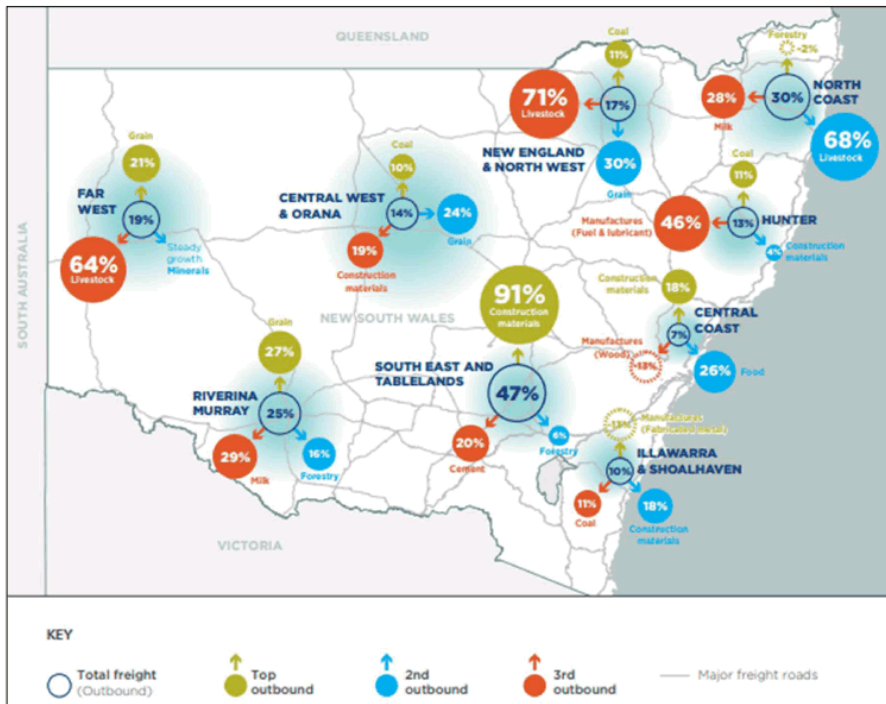 QUEENSLAND
SOUTH AUSTRALIA
NEW SOUTH WALES
VICTORIA
Coal
11%
71%
Livestock
17%
NEW ENGLAND
& NORTH WEST
30%
Grain
Forestry
-2%
28%
Milk
30%
NORTH
COAST
68%
Livestock
Grain
21%
FAR
WEST
19%
64%
Livestock
Steady
growth
Minerals
Coal
10%
CENTRAL WEST
& ORANA
14%
24%
Grain
19%
Construction
materials
Coal
11%
Manufactures
(Fuel & lubricant)
46%
13%
HUNTER
4%
Construction
materials
Construction
materials
18%
CENTRAL
COAST
7%
Manufactures
(Wood)
-13%
26%
Food
91%
Construction
materials
SOUTH EAST AND
TABLELANDS
47%
20%
Cement
6%
Forestry
Grain
27%
RIVERINA
MURRAY
25%
29%
Milk
16%
Forestry
Manufactures
(Fabricated metal)
ILLAWARRA
& SHOALHAVEN
10%
11%
Coal
18%
Construction
materials
KEY
Total freight
(Outbound)
Top
outbound
2nd
outbound
3rd
outbound
Major freight roads